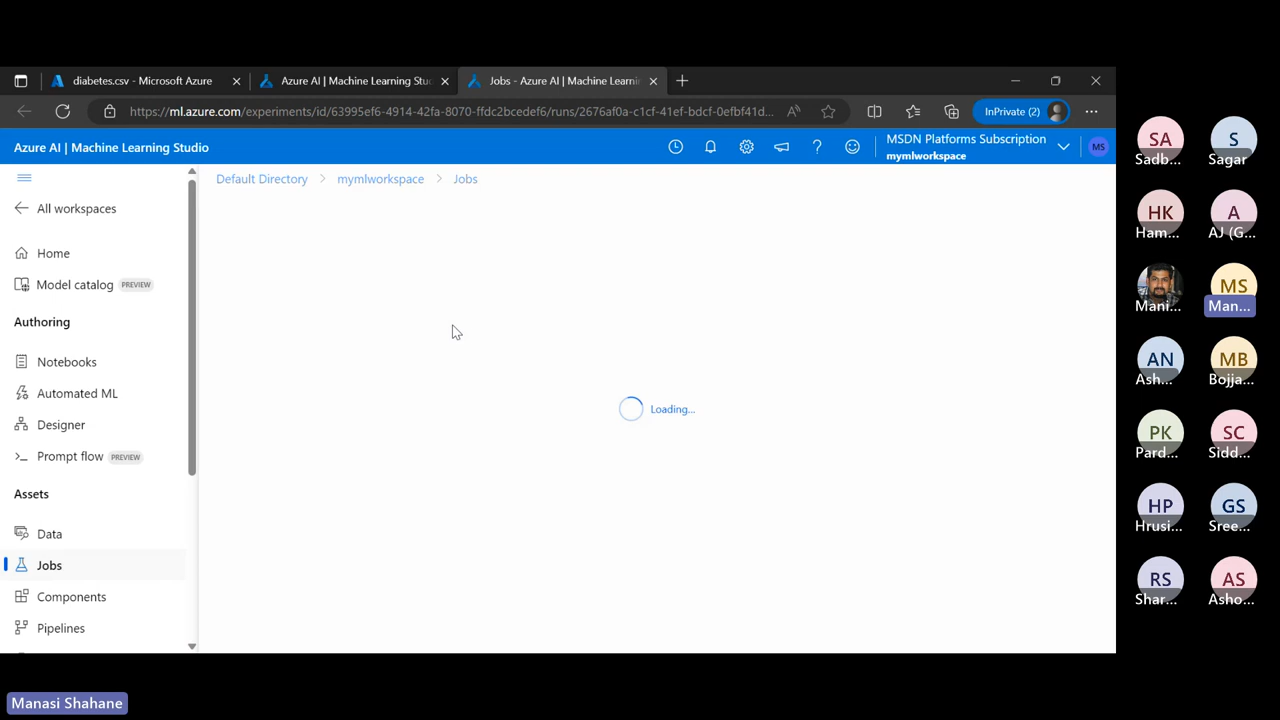 diabetes.csv - Microsoft Azure
Azure AI | Machine Learning Stu
Jobs - Azure AI | Machine Learni
https://ml.azure.com/experiments/id/63995ef6-4914-42fa-8070-ffdc2bcedef6/runs/2676af0a-c1cf-41ef-bdcf-0efbf41d...
InPrivate (2)
Azure AI | Machine Learning Studio
MSDN Platforms Subscription
mymlworkspace
MS
Default Directory > mymlworkspace > Jobs
All workspaces
Home
Model catalog PREVIEW
Authoring
Notebooks
Automated ML
Designer
Prompt flow PREVIEW
Assets
Data
Jobs
Components
Pipelines
Loading...
SA
Sadb...
S
Sagar
HK
Ham...
A
AJ (G...
Mani...
MS
Man...
AN
Ash...
MB
Bojja...
PK
Pard...
SC
Sidd...
HP
Hrusi...
GS
Sree...
RS
Shar...
AS
Asho...
Manasi Shahane